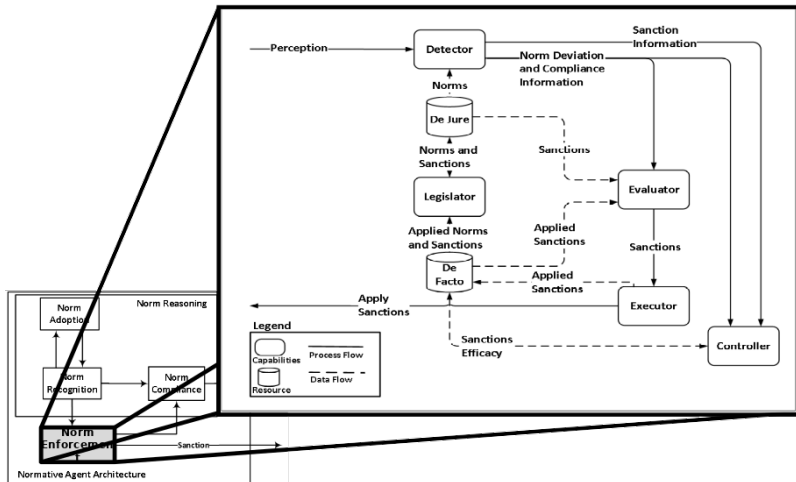 Perception
Detector
Sanction
Information
Norm Deviation
and Compliance
Information
Norms
De Jure
Norms and
Sanctions
Sanctions
Legislator
Evaluator
Applied Norms
and Sanctions
Applied
Sanctions
Sanctions
De
Facto
Applied
Sanctions
Executor
Apply
Sanctions
Sanctions
Efficacy
Controller
Legend
Capabilities
Process Flow
Resource
Data Flow
Norm Reasoning
Norm
Adoption
Norm
Recognition
Norm
Compliance
Norm
Enforcement
Sanction
Normative Agent Architecture